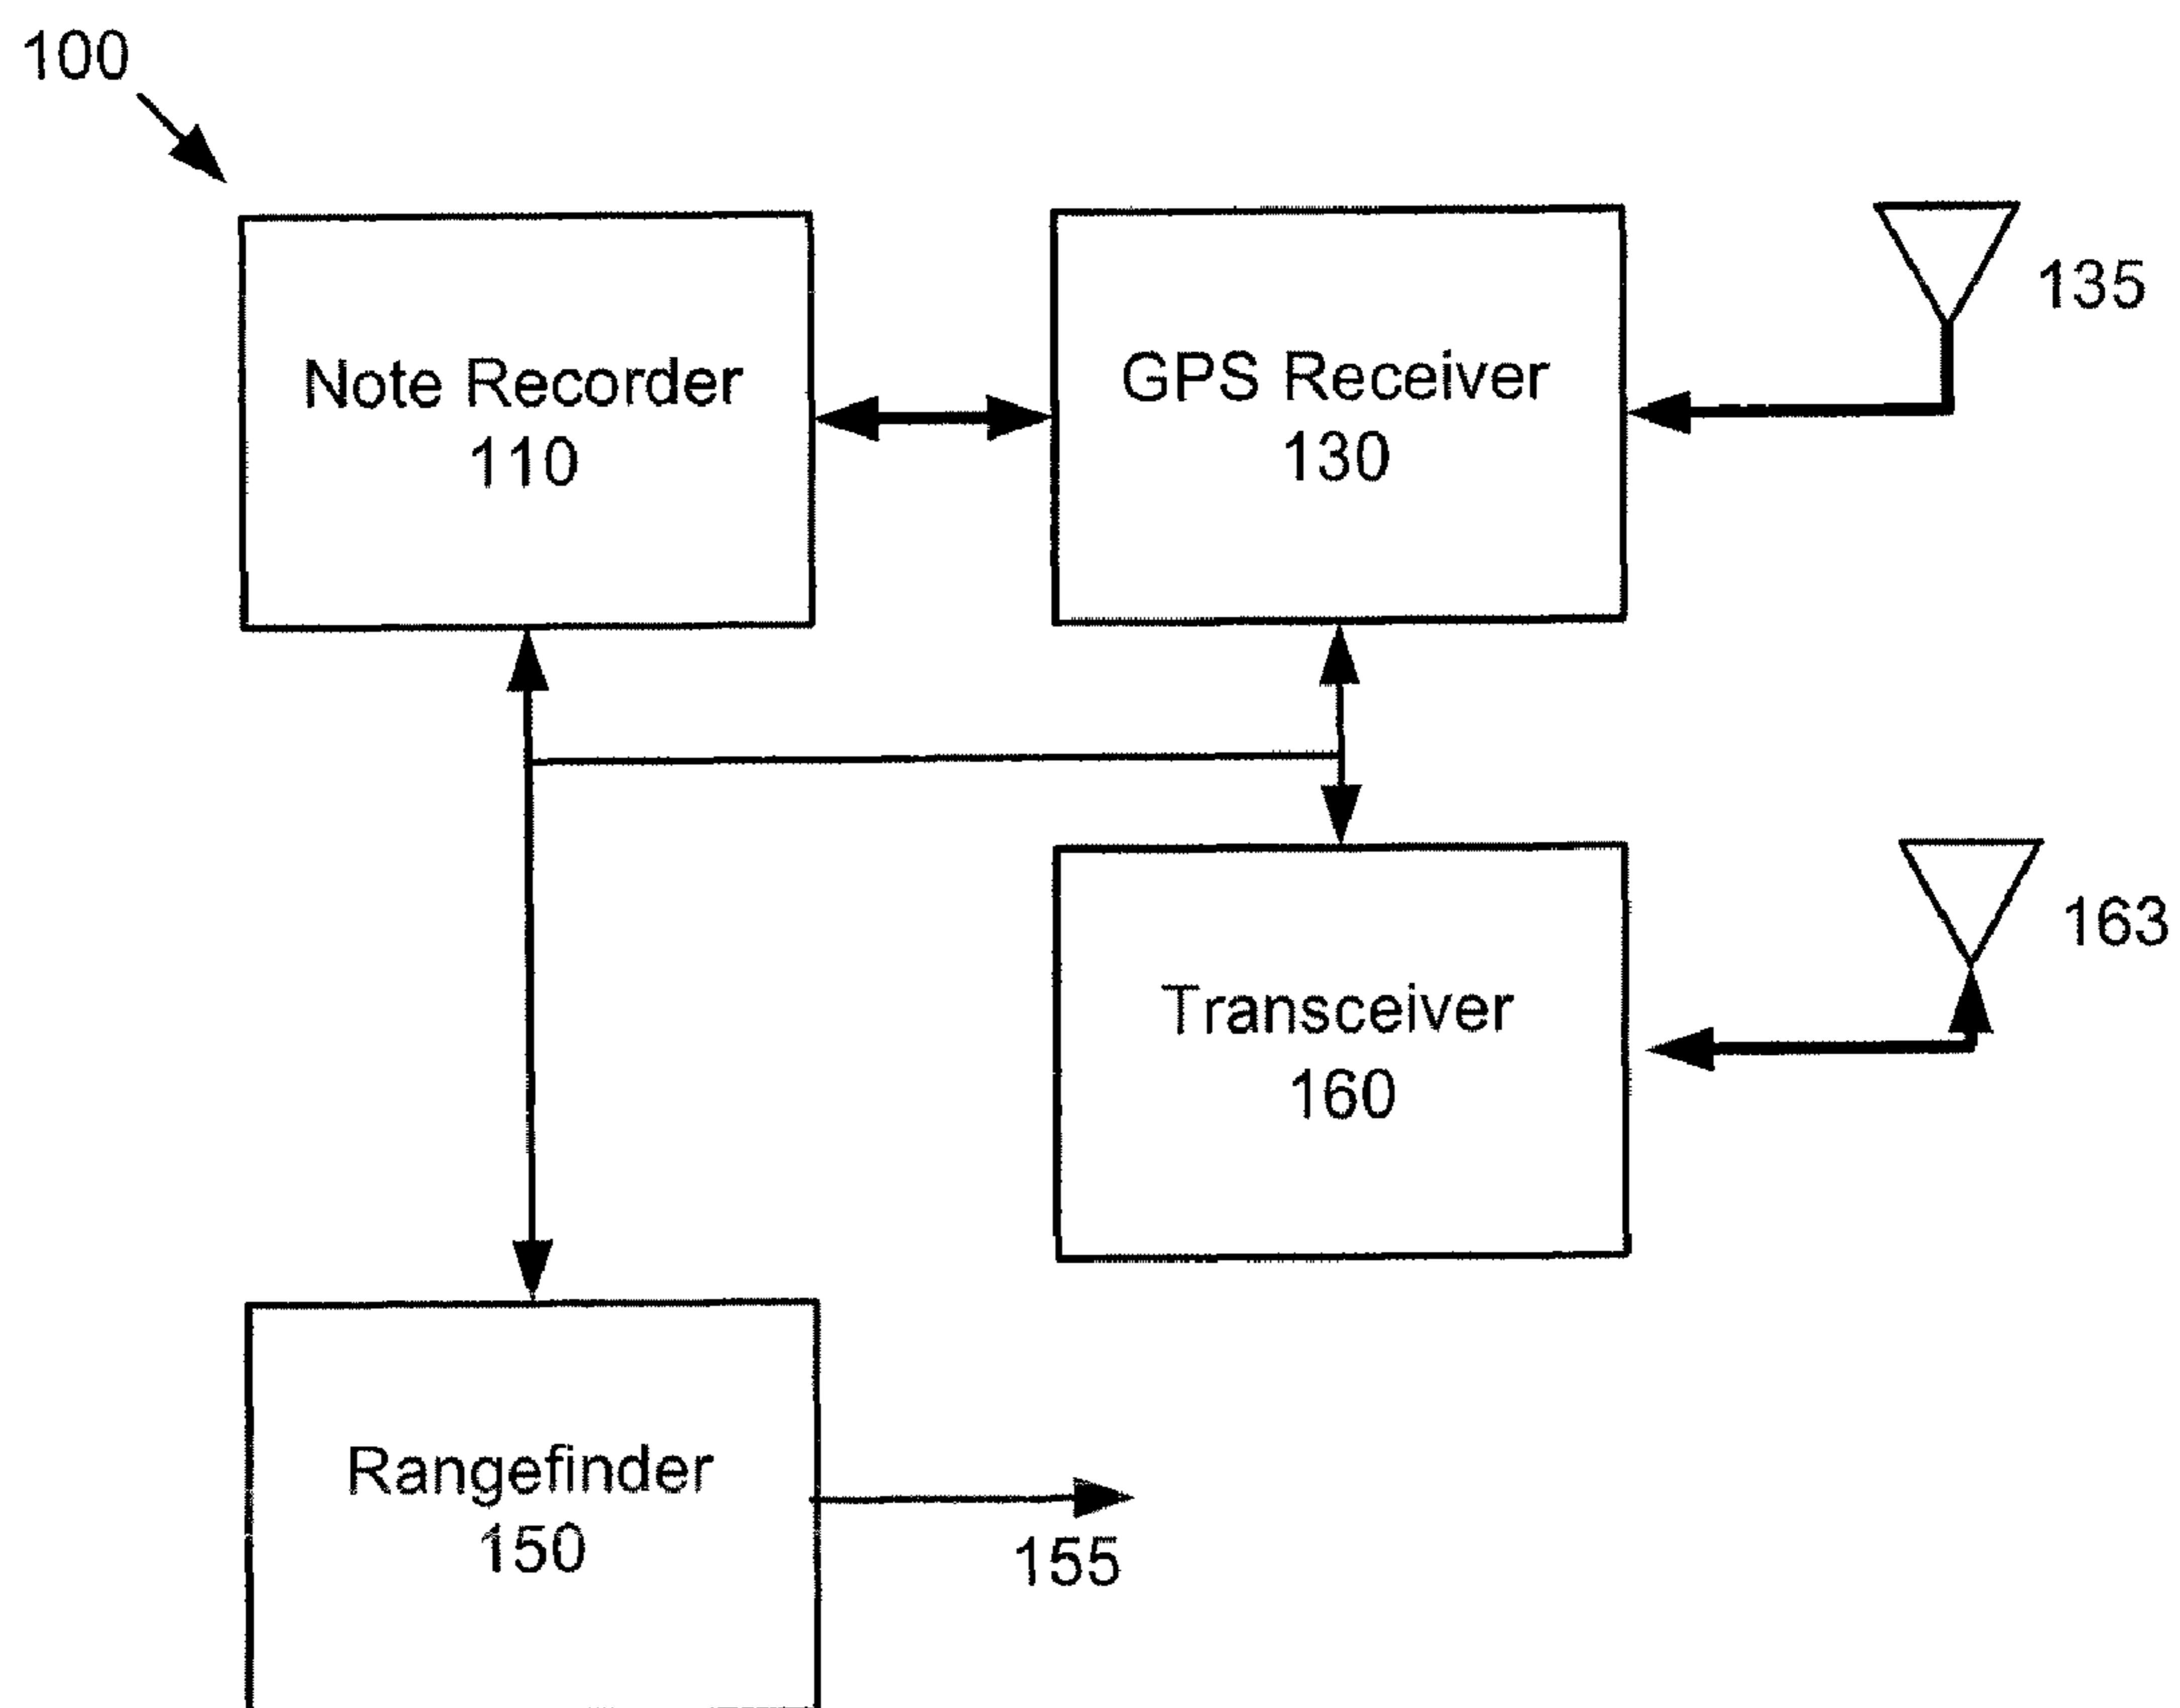 100
Note Recorder
110
GPS Receiver
130
135
Transceiver
160
163
Rangefinder
150
155